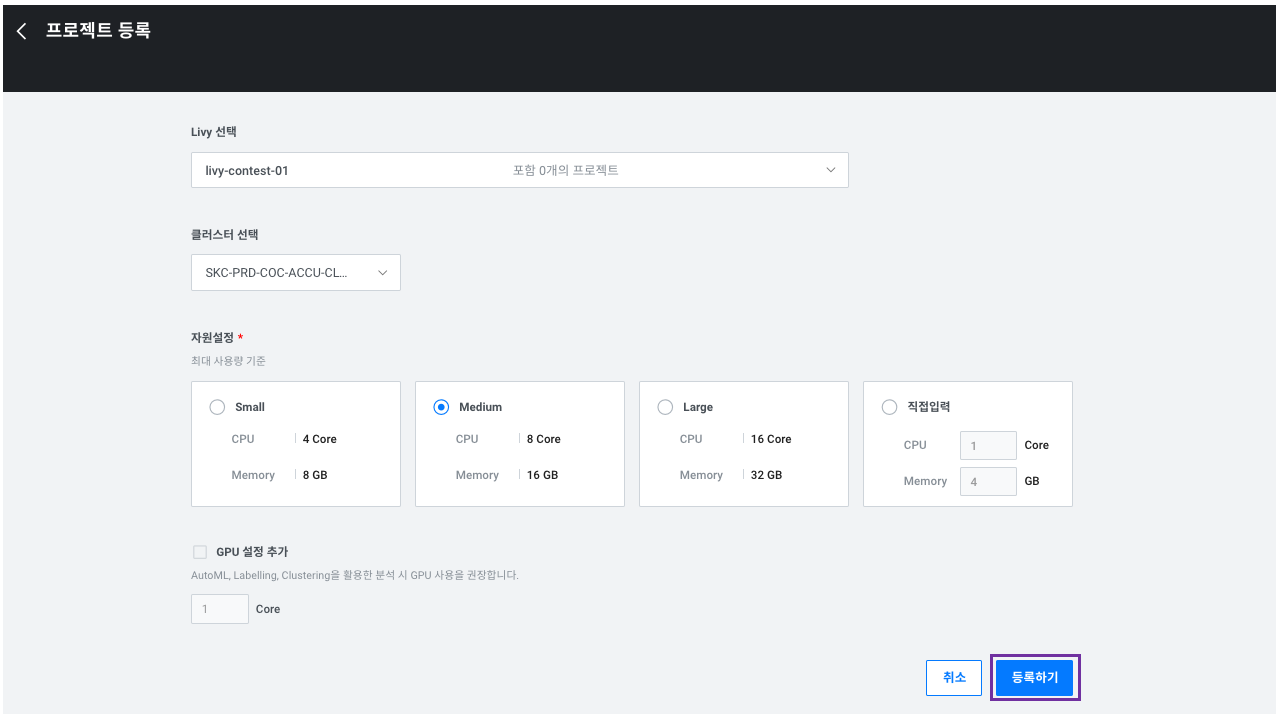 프로젝트 등록
Livy 선택
livy-contest-01 포함 0개의 프로젝트
클러스터 선택
SKC-PRD-COC-ACCU-CL...
자원설정 *
최대 사용량 기준
Small
CPU 4 Core
Memory 8 GB
Medium
CPU 8 Core
Memory 16 GB
Large
CPU 16 Core
Memory 32 GB
직접입력
CPU 1 Core
Memory 4 GB
GPU 설정 추가
AutoML, Labelling, Clustering을 활용한 분석 시 GPU 사용을 권장합니다.
1 Core
취소 등록하기